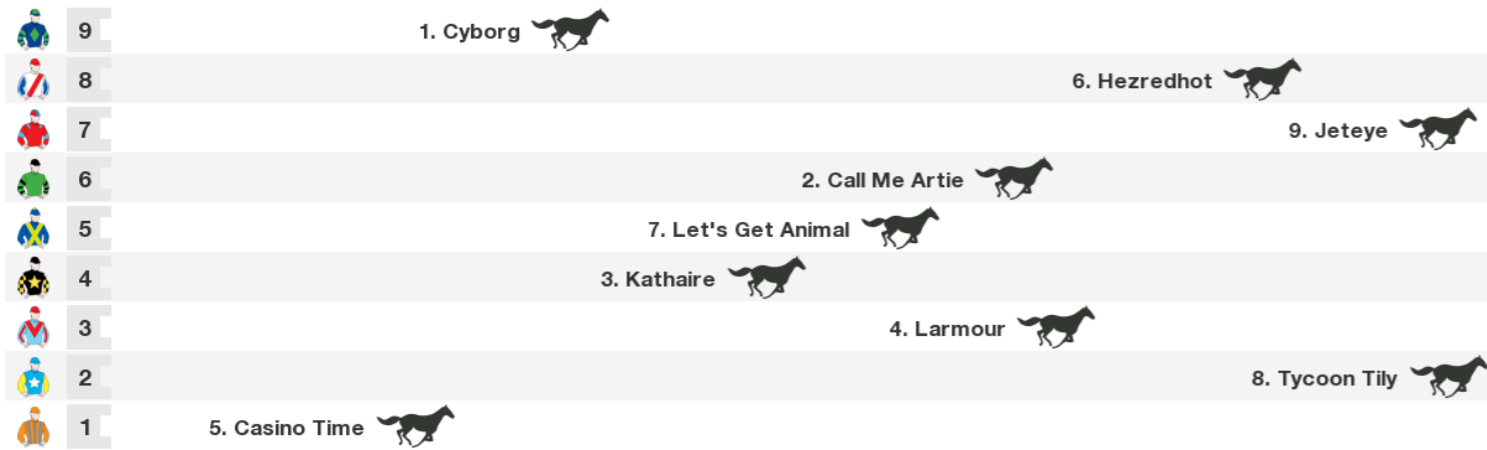 9 1. Cyborg
8 6. Hezredhot
7 9. Jeteye
6 2. Call Me Artie
5 7. Let's Get Animal
4 3. Kathaire
3 4. Larmour
2 8. Tycoon Tily
1 5. Casino Time